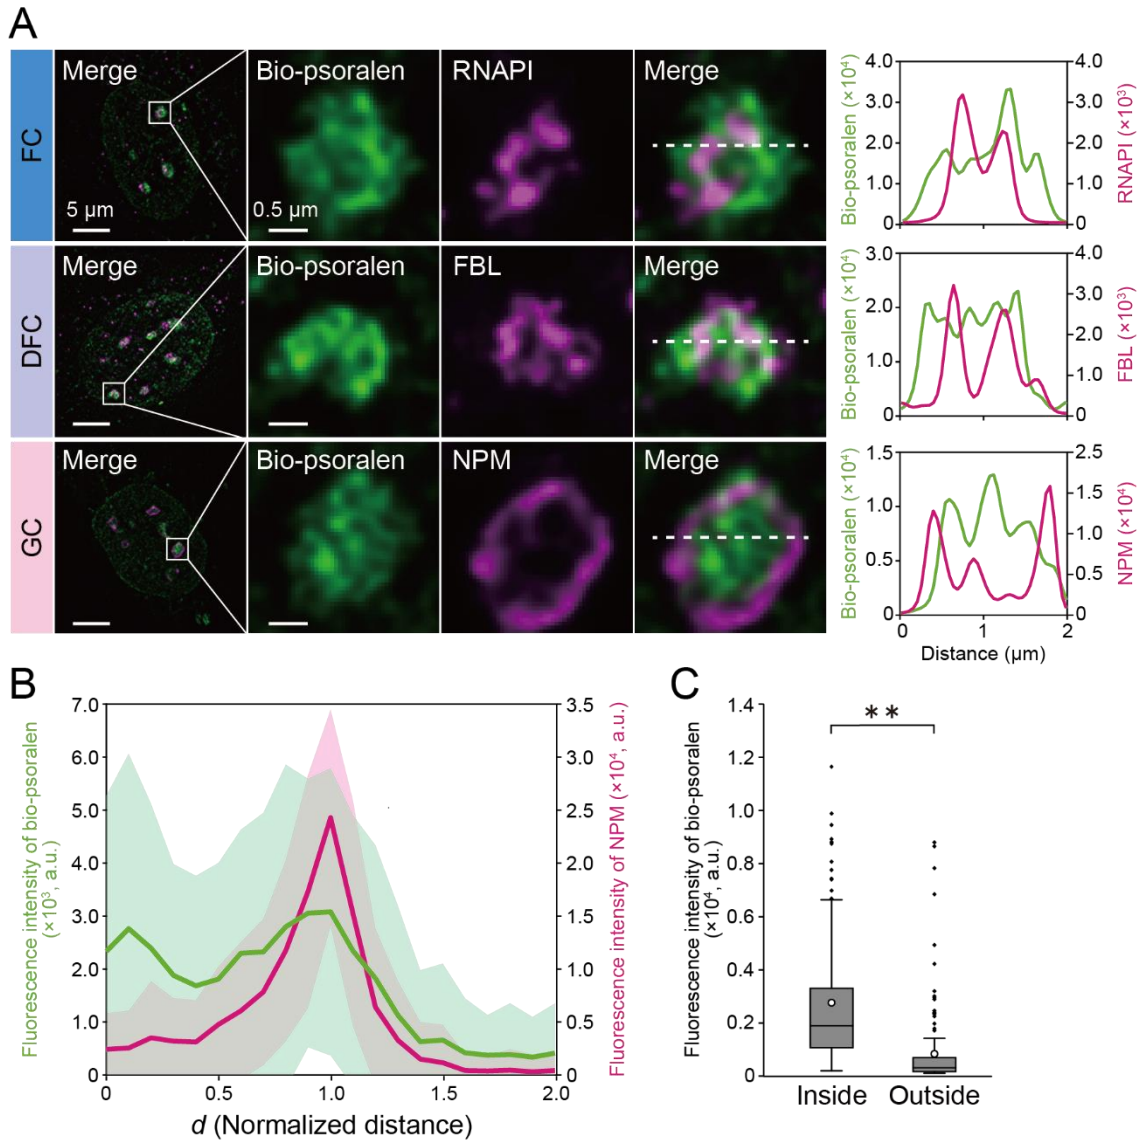 A
FC
Merge
5 µm
Bio-psoralen
0.5 µm
RNAPI
Merge
Bio-psoralen (×10⁴)
4.0
3.0
2.0
1.0
0
4.0
3.0
2.0
1.0
0
RNAPI (×10³)
DFC
Merge
Bio-psoralen
FBL
Merge
Bio-psoralen (×10⁴)
3.0
2.0
1.0
0
4.0
3.0
2.0
1.0
0
FBL (×10³)
GC
Merge
Bio-psoralen
NPM
Merge
Bio-psoralen (×10⁴)
1.5
1.0
0.5
0
2.5
2
1.5
1
0.5
0
NPM (×10⁴)
0 1 2
Distance (µm)
B
Fluorescence intensity of bio-psoralen
(×10³, a.u.)
7.0
6.0
5.0
4.0
3.0
2.0
1.0
0
3.5
3.0
2.5
2.0
1.5
1.0
0.5
0
Fluorescence intensity of NPM (×10⁴, a.u.)
0 0.5 1.0 1.5 2.0
d (Normalized distance)
C
Fluorescence intensity of bio-psoralen
(×10⁴, a.u.)
1.4
1.2
1.0
0.8
0.6
0.4
0.2
0
**
Inside Outside